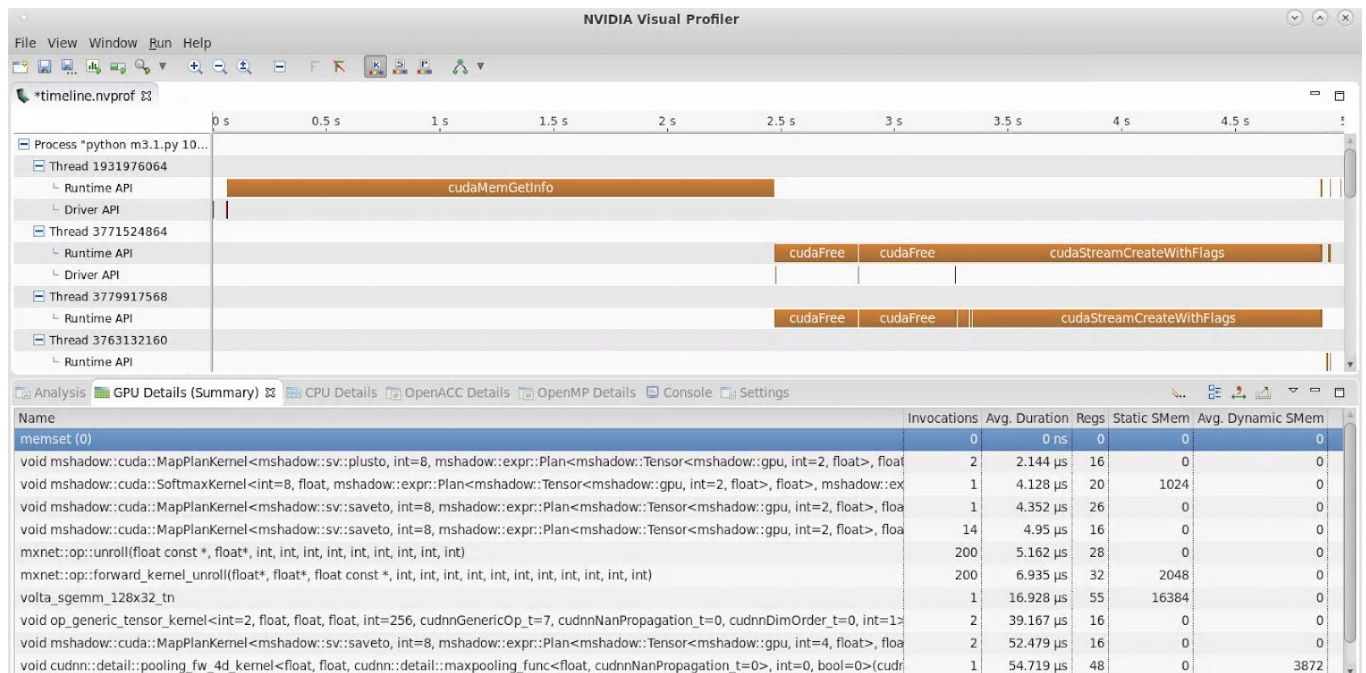 NVIDIA Visual Profiler
File View Window Run Help
*timeline.nvprof
0 s 0.5 s 1 s 1.5 s 2 s 2.5 s 3 s 3.5 s 4 s 4.5 s
Process "python m3.1.py 10...
Thread 1931976064
Runtime API cudaMemGetInfo
Driver API
Thread 3771524864
Runtime API cudaFree cudaFree cudaStreamCreateWithFlags
Driver API
Thread 3779917568
Runtime API cudaFree cudaFree cudaStreamCreateWithFlags
Thread 3763132160
Runtime API
Analysis GPU Details (Summary) CPU Details OpenACC Details OpenMP Details Console Settings
Name Invocations Avg. Duration Regs Static SMem Avg. Dynamic SMem
memset (0) 0 0 ns 0 0 0
void mshadow::cuda::MapPlanKernel<mshadow::sv::plusto, int=8, mshadow::expr::Plan<mshadow::Tensor<mshadow::gpu, int=2, float>, float 2 2.144 μs 16 0 0
void mshadow::cuda::SoftmaxKernel<int=8, float, mshadow::expr::Plan<mshadow::Tensor<mshadow::gpu, int=2, float>, float>, mshadow::ex 1 4.128 μs 20 1024 0
void mshadow::cuda::MapPlanKernel<mshadow::sv::saveto, int=8, mshadow::expr::Plan<mshadow::Tensor<mshadow::gpu, int=2, float>, floa 1 4.352 μs 26 0 0
void mshadow::cuda::MapPlanKernel<mshadow::sv::saveto, int=8, mshadow::expr::Plan<mshadow::Tensor<mshadow::gpu, int=2, float>, floa 14 4.95 μs 16 0 0
mxnet::op::unroll(float const *, float*, int, int, int, int, int, int, int, int, int) 200 5.162 μs 28 0 0
mxnet::op::forward_kernel_unroll(float*, float*, float const *, int, int, int, int, int, int, int, int, int, int) 200 6.935 μs 32 2048 0
volta_sgemm_128x32_tn 1 16.928 μs 55 16384 0
void op_generic_tensor_kernel<int=2, float, float, float, int=256, cudnnGenericOp_t=7, cudnnNanPropagation_t=0, cudnnDimOrder_t=0, int=1> 2 39.167 μs 16 0 0
void mshadow::cuda::MapPlanKernel<mshadow::sv::saveto, int=8, mshadow::expr::Plan<mshadow::Tensor<mshadow::gpu, int=4, float>, floa 2 52.479 μs 16 0 0
void cudnn::detail::pooling_fw_4d_kernel<float, float, cudnn::detail::maxpooling_func<float, cudnnNanPropagation_t=0>, int=0, bool=0>(cudr 1 54.719 μs 48 0 3872